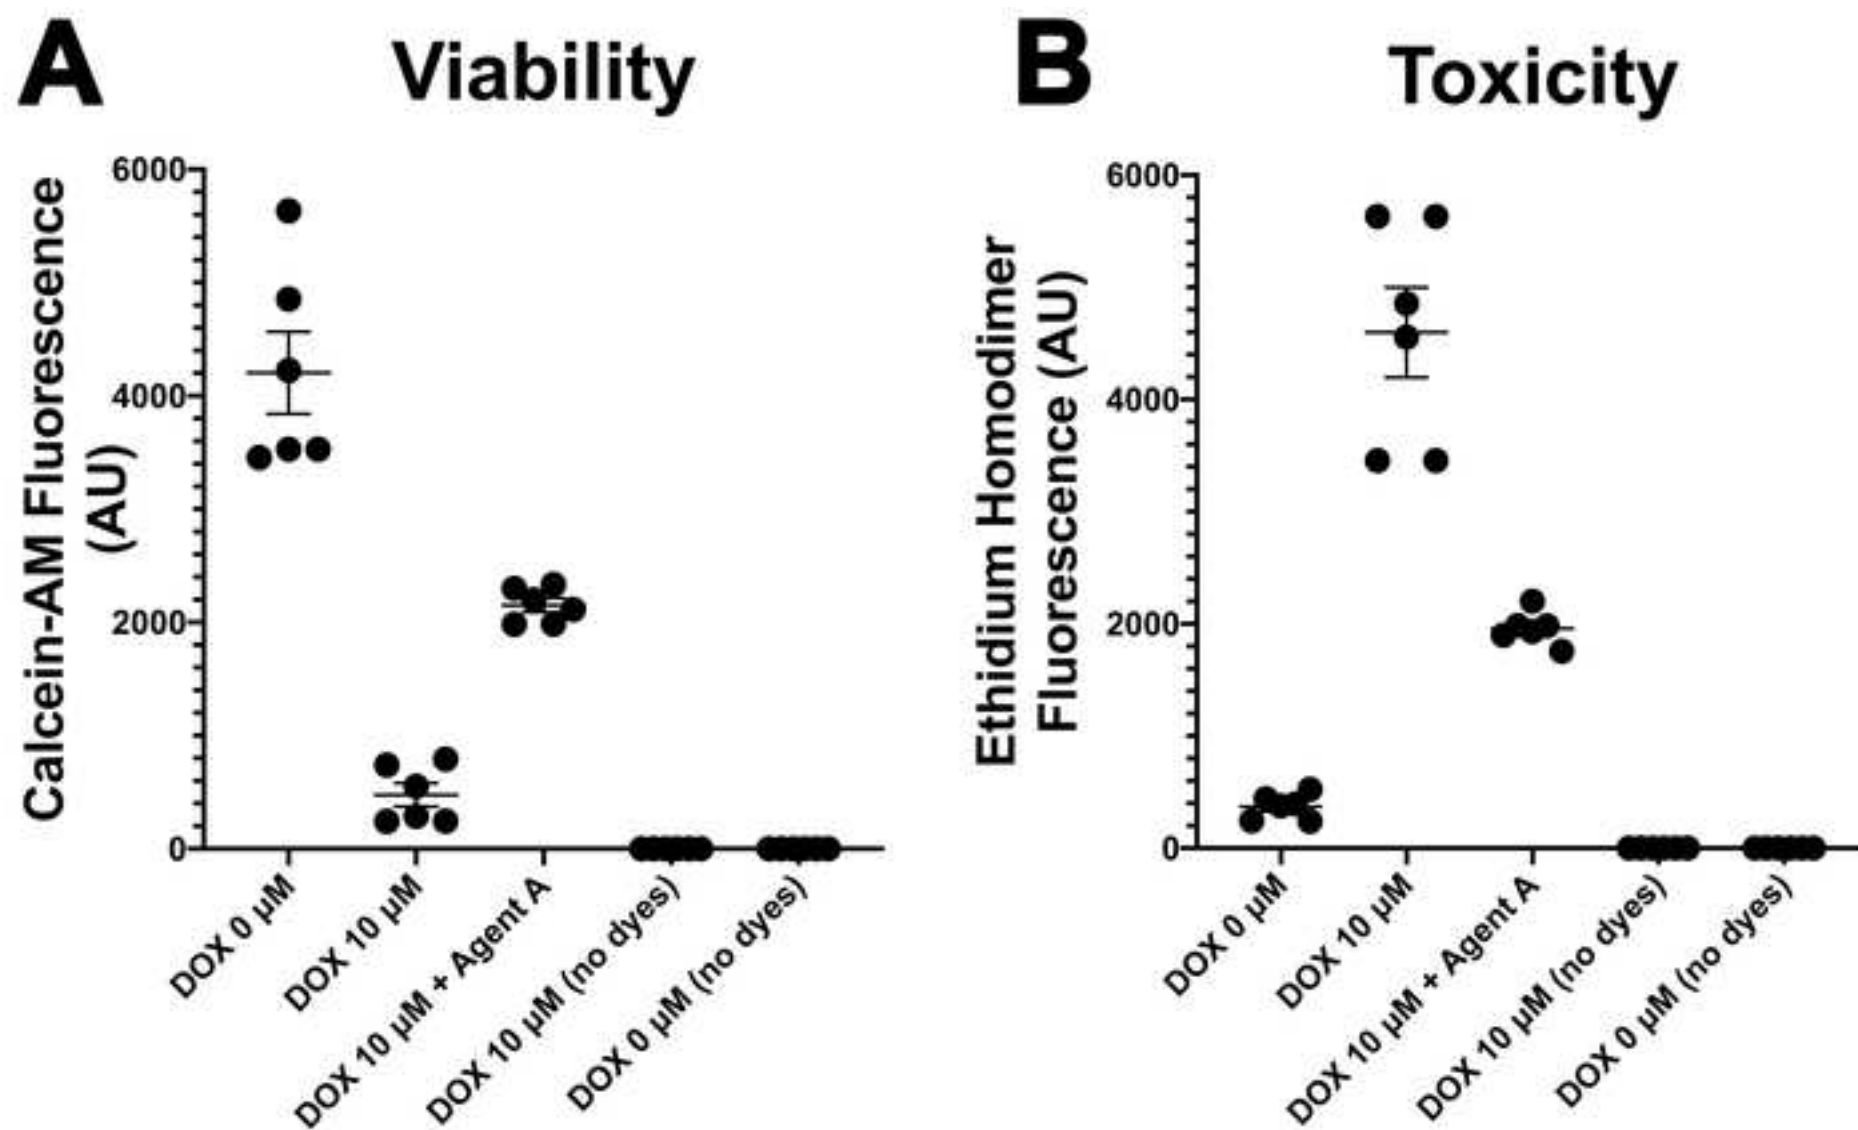 A
Viability
Calcein-AM Fluorescence
(AU)
6000
4000
2000
0
DOX 0 μM
DOX 10 μM
DOX 10 μM + Agent A
DOX 10 μM (no dyes)
DOX 0 μM (no dyes)
B
Toxicity
Ethidium Homodimer
Fluorescence (AU)
6000
4000
2000
0
DOX 0 μM
DOX 10 μM
DOX 10 μM + Agent A
DOX 10 μM (no dyes)
DOX 0 μM (no dyes)